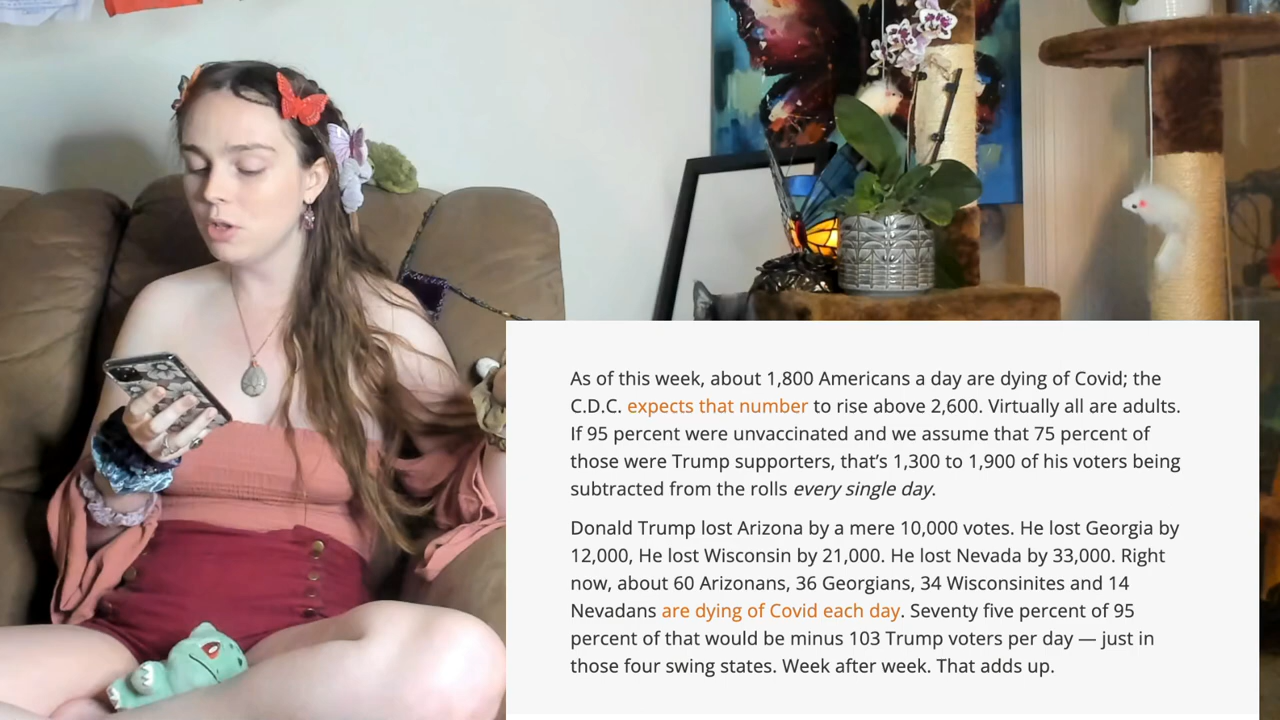 As of this week, about 1,800 Americans a day are dying of Covid; the
C.D.C. expects that number to rise above 2,600. Virtually all are adults.
If 95 percent were unvaccinated and we assume that 75 percent of
those were Trump supporters, that’s 1,300 to 1,900 of his voters being
subtracted from the rolls every single day.
Donald Trump lost Arizona by a mere 10,000 votes. He lost Georgia by
12,000, He lost Wisconsin by 21,000. He lost Nevada by 33,000. Right
now, about 60 Arizonans, 36 Georgians, 34 Wisconsinites and 14
Nevadans are dying of Covid each day. Seventy five percent of 95
percent of that would be minus 103 Trump voters per day — just in
those four swing states. Week after week. That adds up.